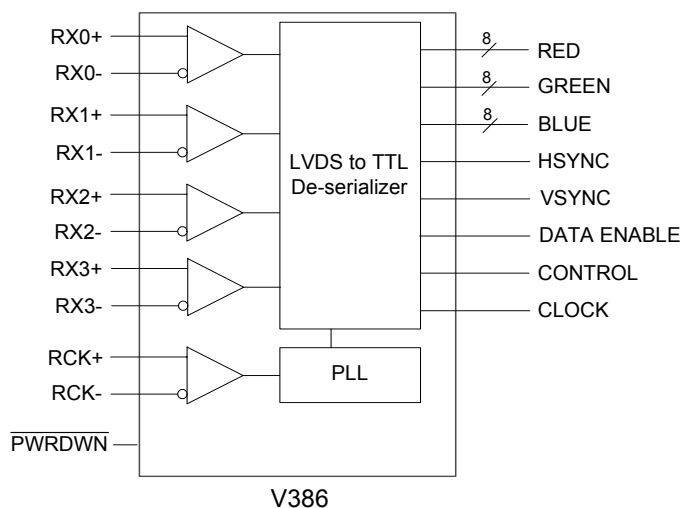 RX0+
RX0-
RX1+
RX1-
RX2+
RX2-
RX3+
RX3-
RCK+
RCK-
PWRDWN
LVDS to TTL
De-serializer
PLL
8
RED
8
GREEN
8
BLUE
HSYNC
VSYNC
DATA ENABLE
CONTROL
CLOCK
V386